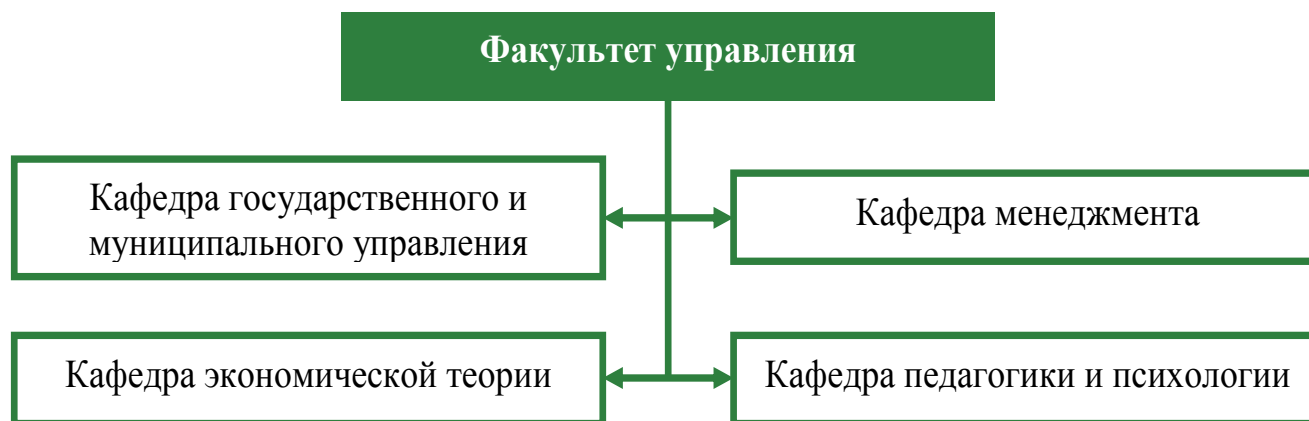 Факультет управления
Кафедра государственного и
муниципального управления
Кафедра менеджмента
Кафедра экономической теории
Кафедра педагогики и психологии